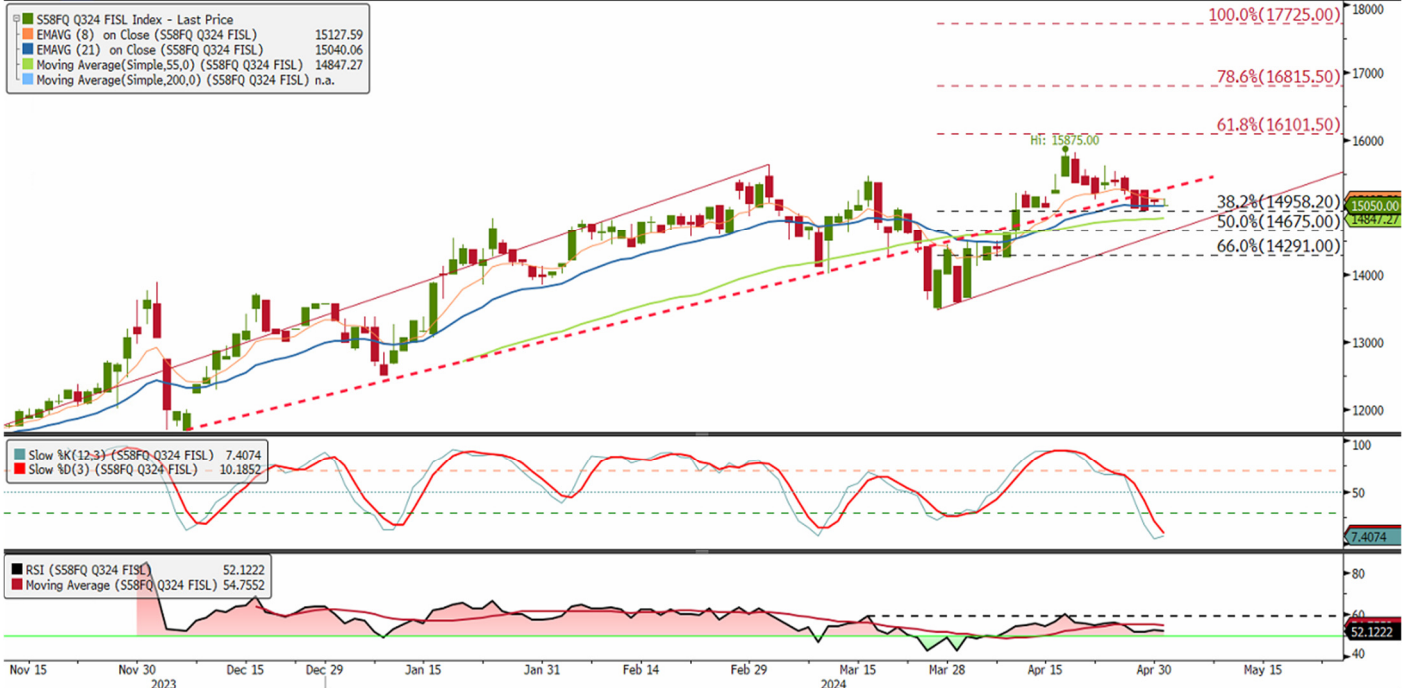 S58FQ Q324 FISL Index - Last Price
EMAVG (8) on Close (S58FQ Q324 FISL) 15127.59
EMAVG (21) on Close (S58FQ Q324 FISL) 15040.06
Moving Average(Simple,55,0) (S58FQ Q324 FISL) 14847.27
Moving Average(Simple,200,0) (S58FQ Q324 FISL) n.a.
100.0%(17725.00)
78.6%(16815.50)
61.8%(16101.50)
Hi: 15875.00
38.2%(14958.20)
50.0%(14675.00)
66.0%(14291.00)
18000
17000
16000
15050.00
14847.27
14000
13000
12000
Slow %K(12,3) (S58FQ Q324 FISL) 7.4074
Slow %D(3) (S58FQ Q324 FISL) 10.1852
100
50
7.4074
RSI (S58FQ Q324 FISL) 52.1222
Moving Average (S58FQ Q324 FISL) 54.7552
80
60
52.1222
40
Nov 15 Nov 30 Dec 15 Dec 29 Jan 15 Jan 31 Feb 14 Feb 29 Mar 15 Mar 28 Apr 15 Apr 30 May 15
2023 2024